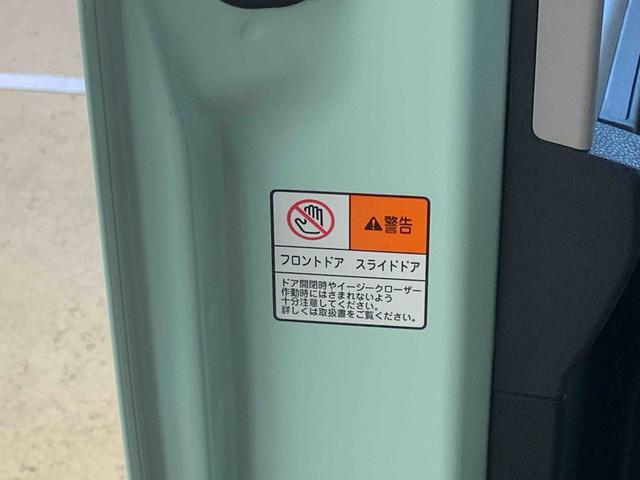 警告
フロントドア スライドドア
ドア開閉時やイージークローザー
作動時にはさまれないよう
十分注意してください。
詳しくは取扱書をご覧ください。